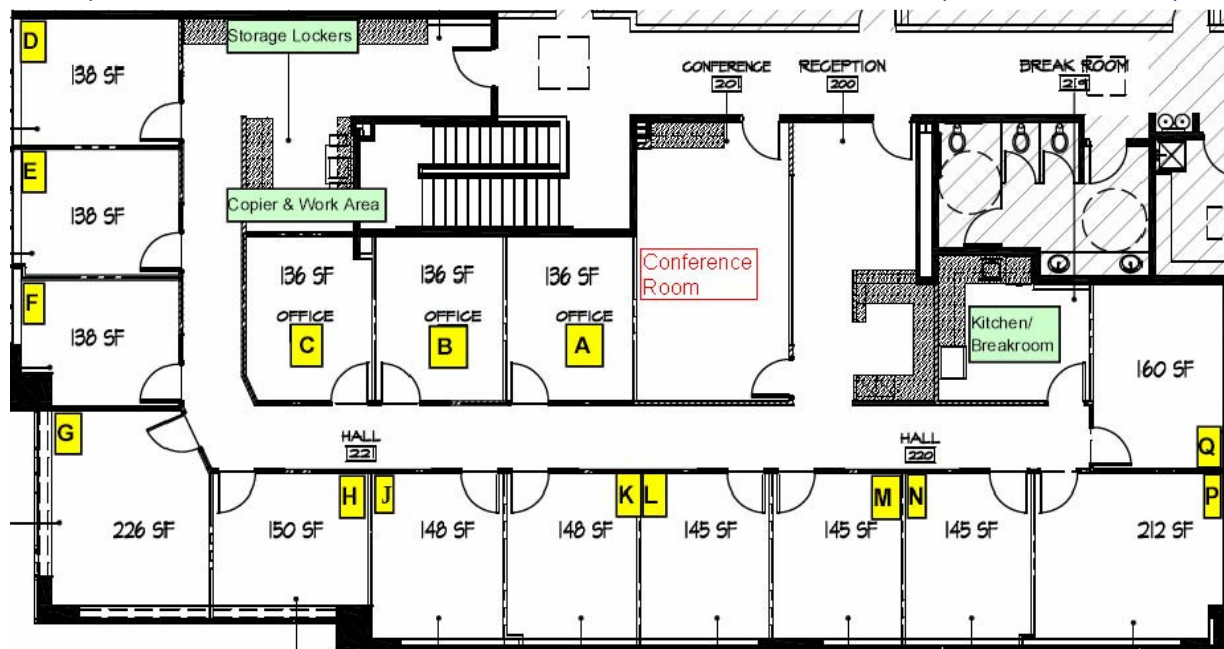 D
138 SF
Storage Lockers
CONFERENCE
201
RECEPTION
200
BREAK ROOM
219
E
138 SF
Copier & Work Area
F
138 SF
136 SF
OFFICE
C
136 SF
OFFICE
B
136 SF
OFFICE
A
Conference
Room
Kitchen/
Breakroom
160 SF
Q
G
226 SF
HALL
221
HALL
220
H
150 SF
J
148 SF
K
148 SF
L
145 SF
M
145 SF
N
145 SF
P
212 SF